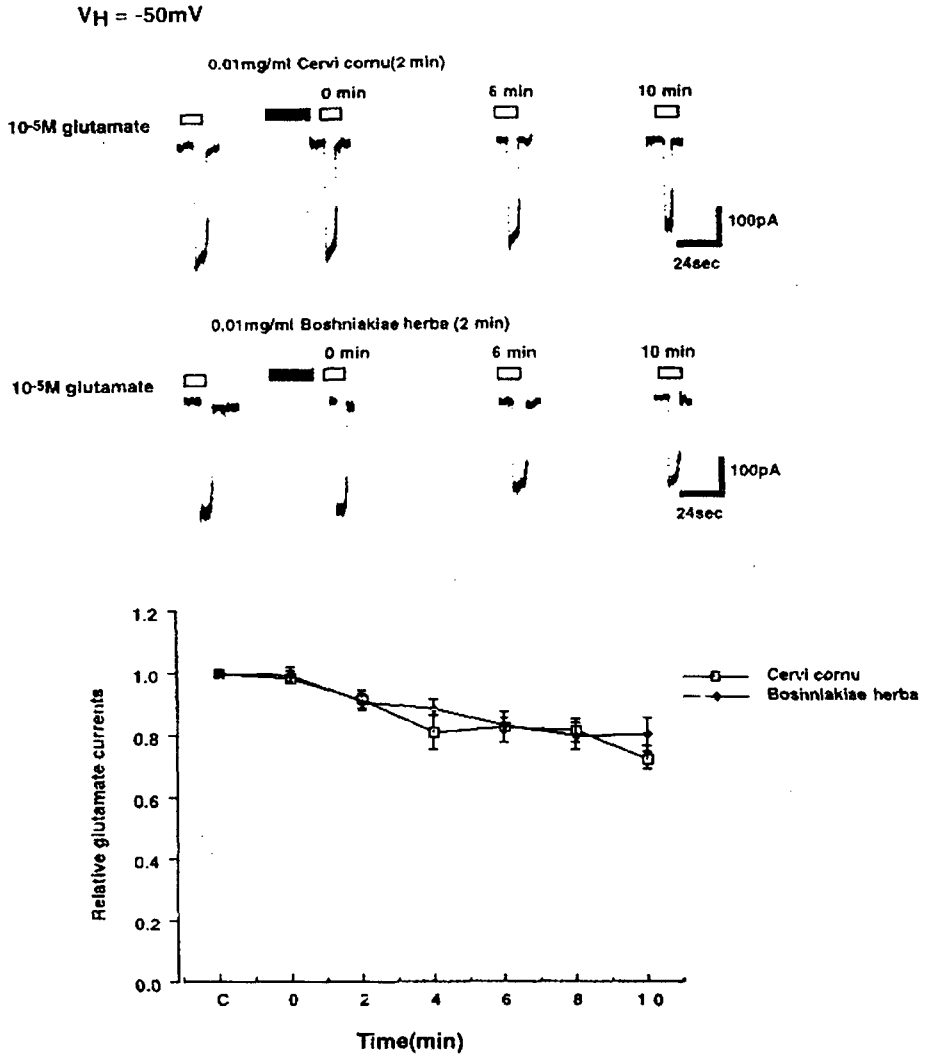 VH = -50mV
0.01mg/ml Cervi cornu(2 min)
0 min 6 min 10 min
10-5M glutamate
100pA
24sec
0.01mg/ml Boshniakiae herba (2 min)
0 min 6 min 10 min
10-5M glutamate
100pA
24sec
1.2
1.0
0.8
0.6
0.4
0.2
0.0
Relative glutamate currents
C 0 2 4 6 8 10
Time(min)
Cervi cornu
Boshniakiae herba